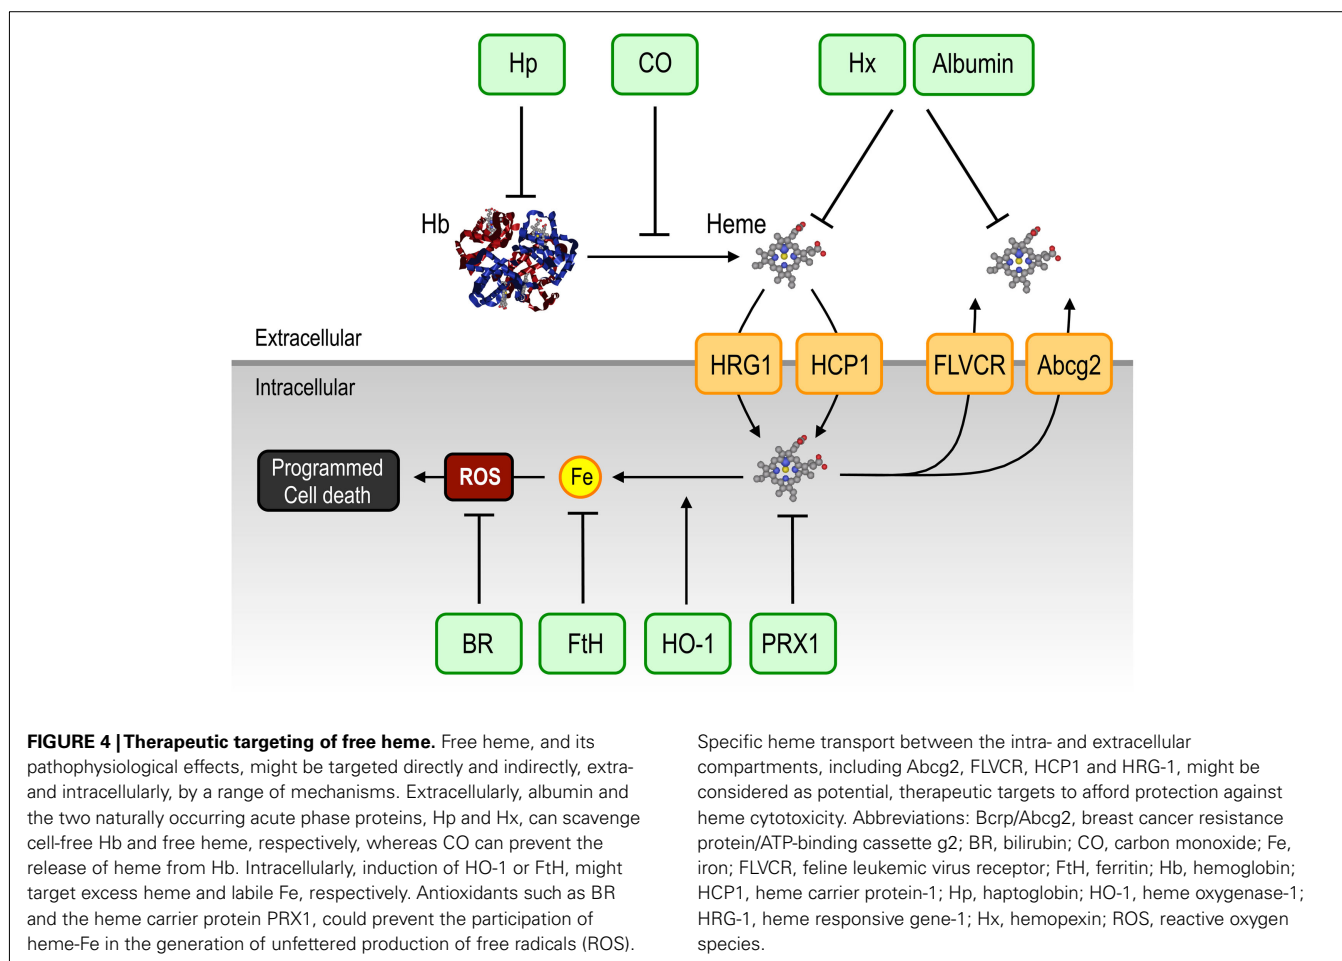 Hp
CO
Hx
Albumin
Hb
Heme
Extracellular
HRG1
HCP1
FLVCR
Abcg2
Intracellular
Programmed
Cell death
ROS
Fe
BR
FtH
HO-1
PRX1
FIGURE 4 | Therapeutic targeting of free heme. Free heme, and its
pathophysiological effects, might be targeted directly and indirectly, extra-
and intracellularly, by a range of mechanisms. Extracellularly, albumin and
the two naturally occurring acute phase proteins, Hp and Hx, can scavenge
cell-free Hb and free heme, respectively, whereas CO can prevent the
release of heme from Hb. Intracellularly, induction of HO-1 or FtH, might
target excess heme and labile Fe, respectively. Antioxidants such as BR
and the heme carrier protein PRX1, could prevent the participation of
heme-Fe in the generation of unfettered production of free radicals (ROS).
Specific heme transport between the intra- and extracellular
compartments, including Abcg2, FLVCR, HCP1 and HRG-1, might be
considered as potential, therapeutic targets to afford protection against
heme cytotoxicity. Abbreviations: Bcrp/Abcg2, breast cancer resistance
protein/ATP-binding cassette g2; BR, bilirubin; CO, carbon monoxide; Fe,
iron; FLVCR, feline leukemic virus receptor; FtH, ferritin; Hb, hemoglobin;
HCP1, heme carrier protein-1; Hp, haptoglobin; HO-1, heme oxygenase-1;
HRG-1, heme responsive gene-1; Hx, hemopexin; ROS, reactive oxygen
species.